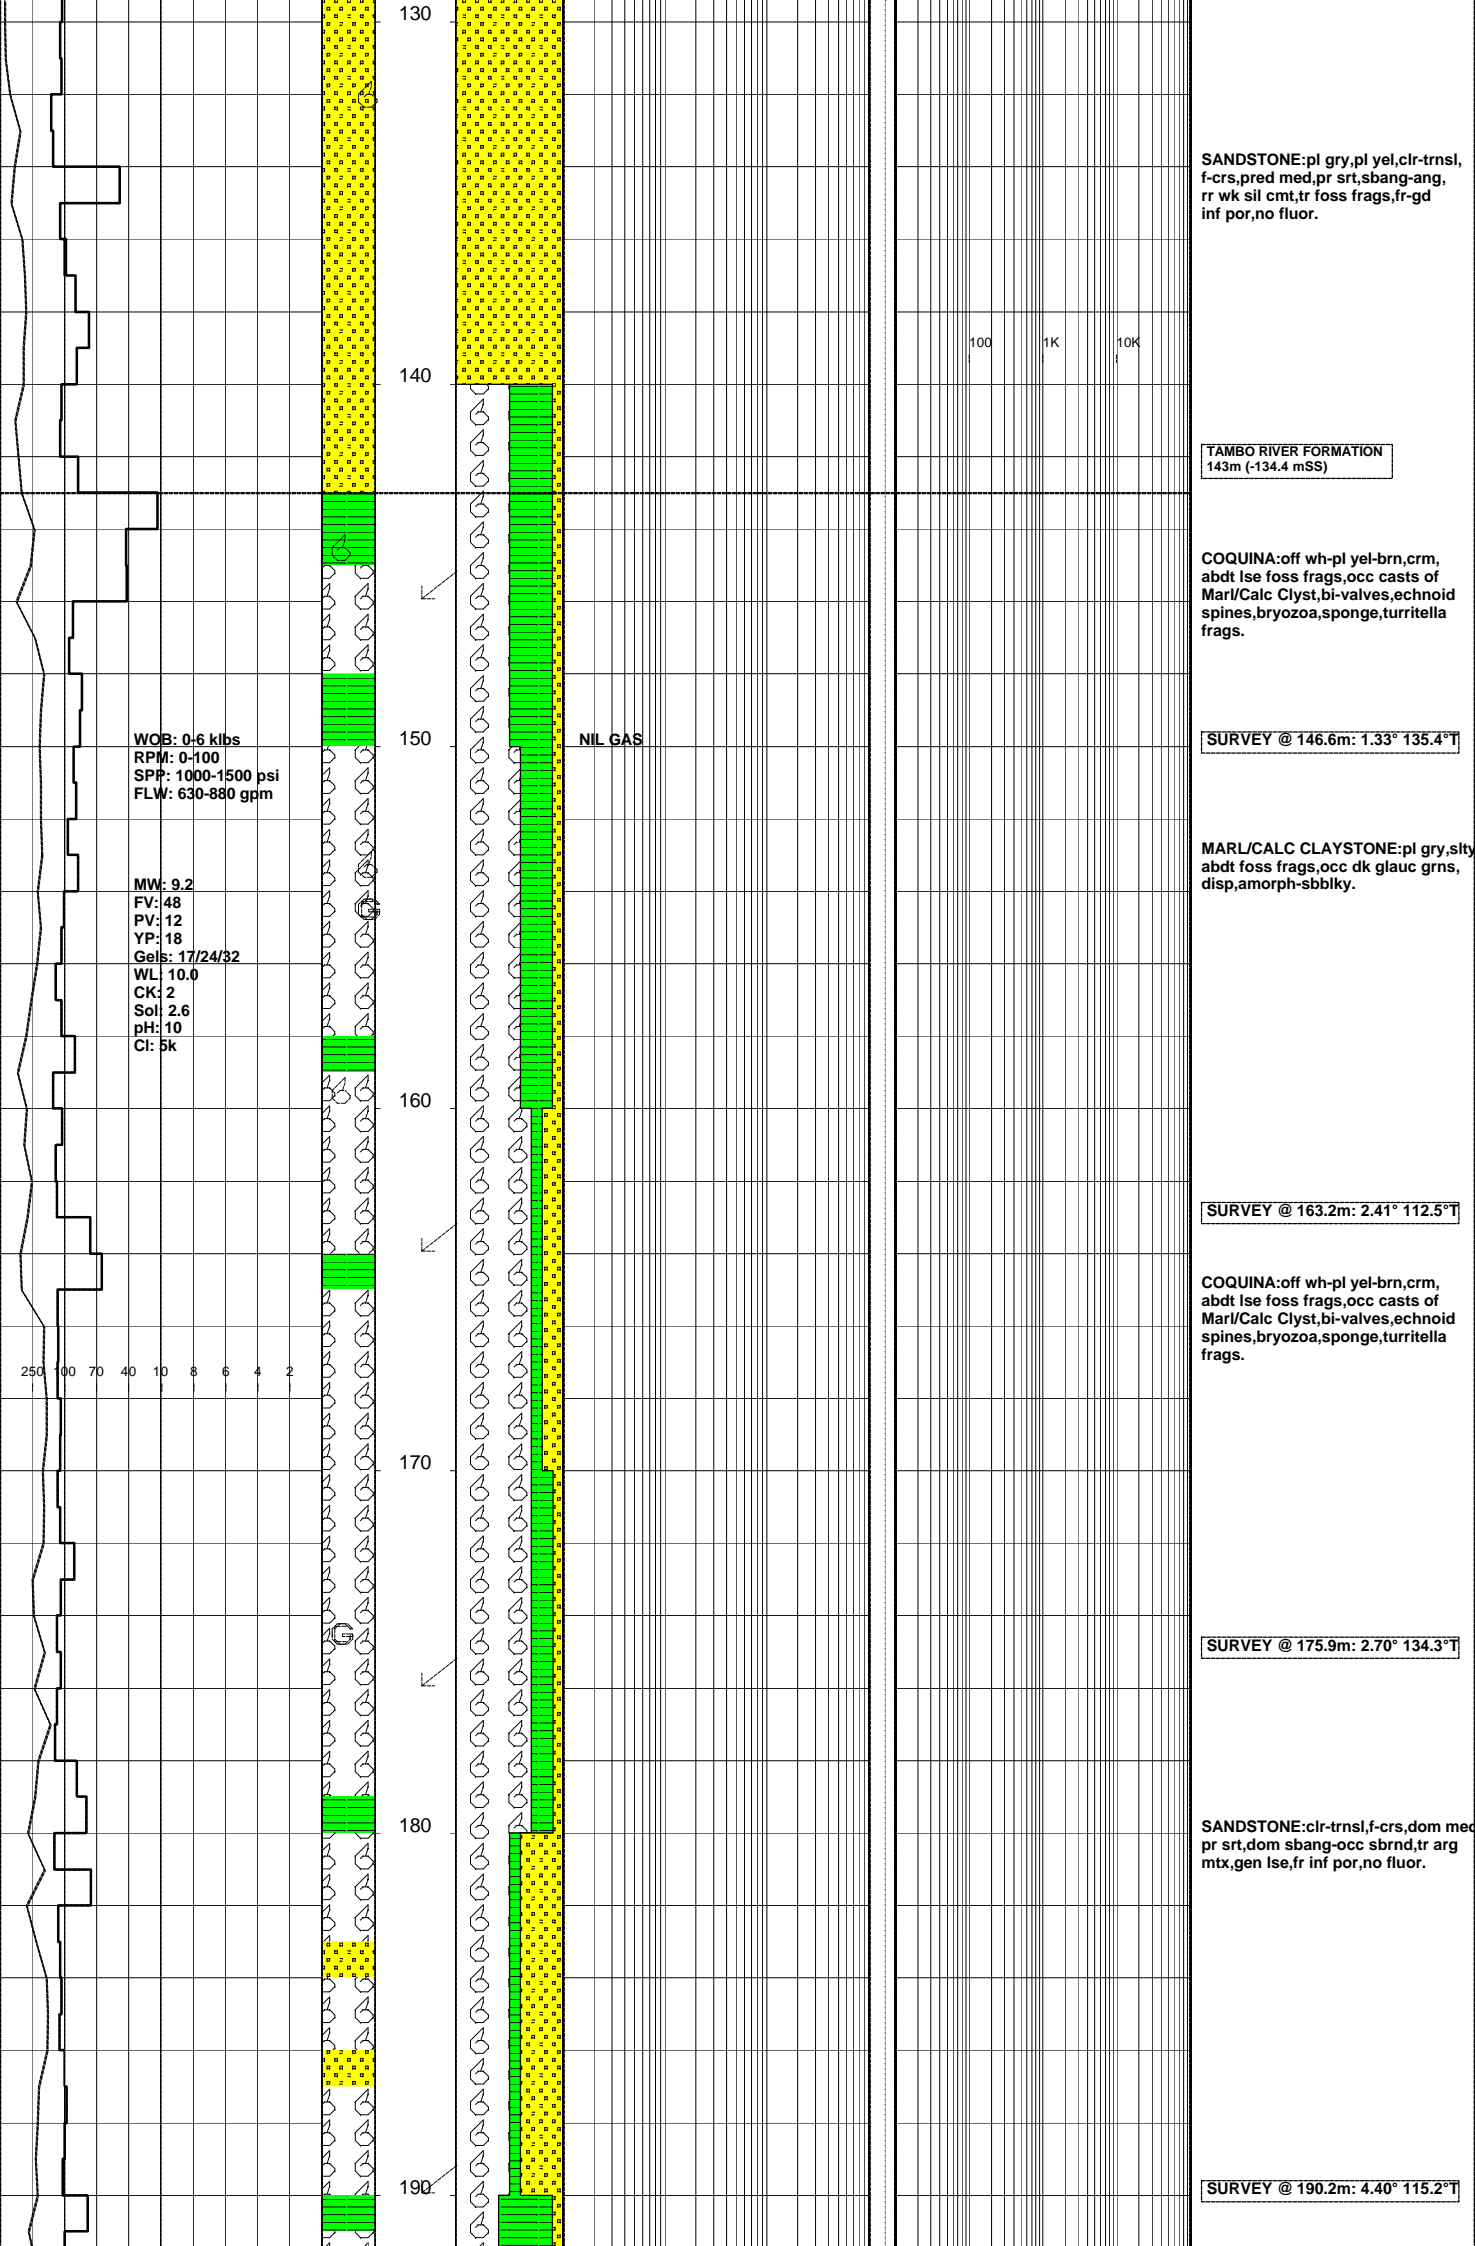 130
SANDSTONE:pl gry,pl yel,clr-trnsl,
f-crs,pred med,pr srt,sbang-ang,
rr wk sil cmt,tr foss frags,fr-gd
inf por,no fluor.
100 1K 10K
140
TAMBO RIVER FORMATION
143m (-134.4 mSS)
COQUINA:off wh-pl yel-brn,crm,
abdt lse foss frags,occ casts of
Marl/Calc Clyst,bi-valves,echnoid
spines,bryozoa,sponge,turritella
frags.
WOB: 0-6 klbs
RPM: 0-100
SPP: 1000-1500 psi
FLW: 630-880 gpm
150
NIL GAS
SURVEY @ 146.6m: 1.33° 135.4°T
MARL/CALC CLAYSTONE:pl gry,slty
abdt foss frags,occ dk glauc grns,
disp,amorph-sbblky.
MW: 9.2
FV: 48
PV: 12
YP: 18
Gels: 17/24/32
WL: 10.0
CK: 2
Sol: 2.6
pH: 10
Cl: 5k
G
160
SURVEY @ 163.2m: 2.41° 112.5°T
COQUINA:off wh-pl yel-brn,crm,
abdt lse foss frags,occ casts of
Marl/Calc Clyst,bi-valves,echnoid
spines,bryozoa,sponge,turritella
frags.
250 100 70 40 10 8 6 4 2
170
G
SURVEY @ 175.9m: 2.70° 134.3°T
180
SANDSTONE:clr-trnsl,f-crs,dom med
pr srt,dom sbang-occ sbrnd,tr arg
mtx,gen lse,fr inf por,no fluor.
190
SURVEY @ 190.2m: 4.40° 115.2°T